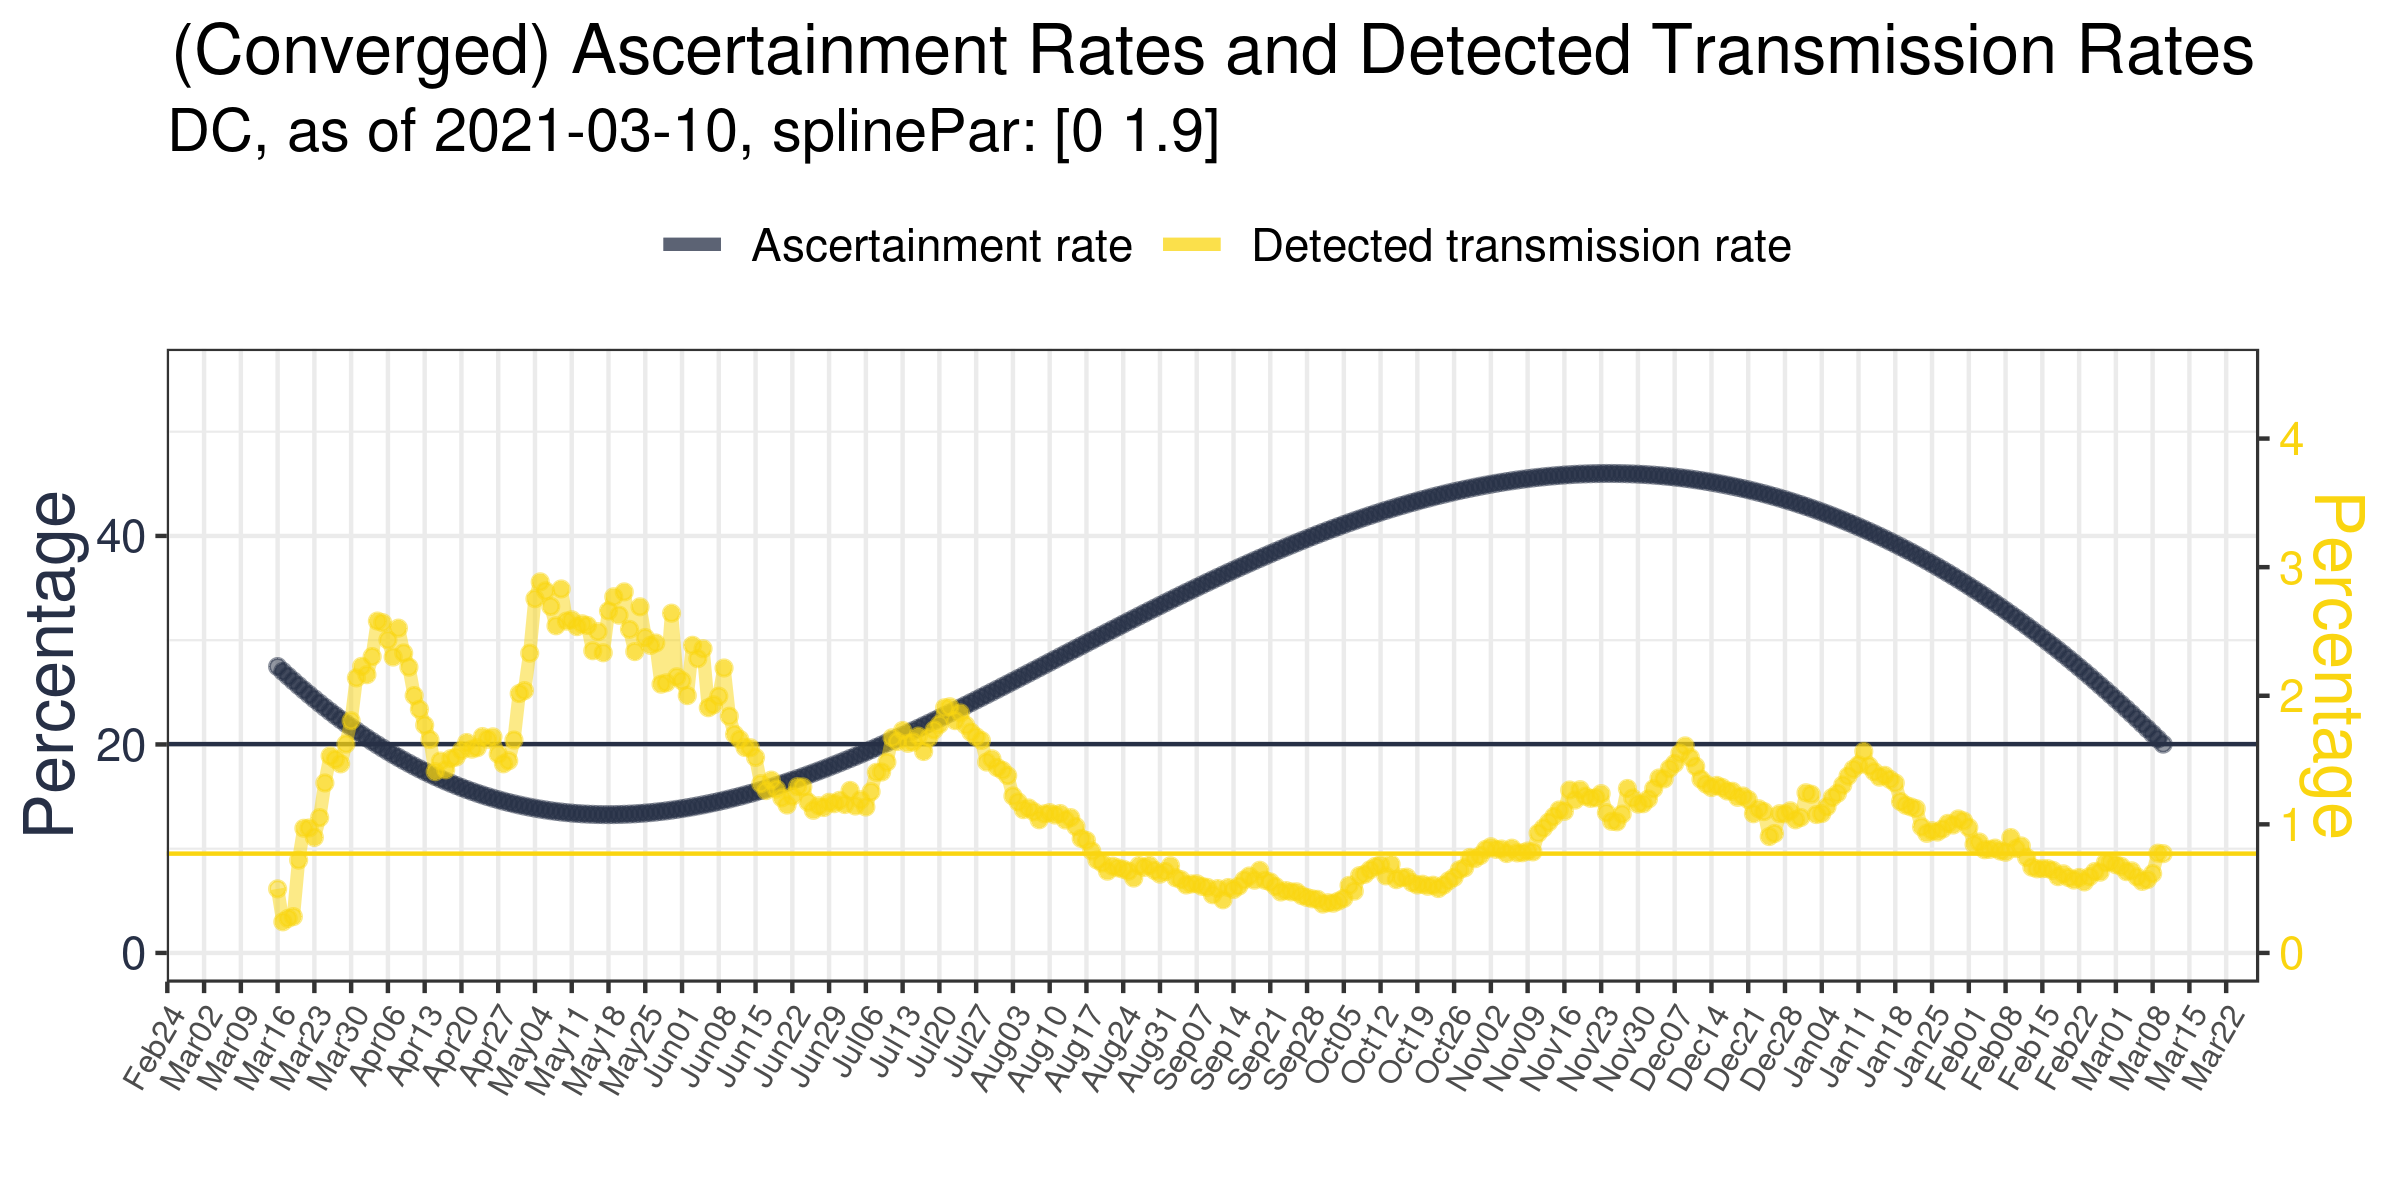 (Converged) Ascertainment Rates and Detected Transmission Rates
DC, as of 2021-03-10, splinePar: [0 1.9]
Ascertainment rate
Detected transmission rate
Percentage
40
20
0
4
3
2
1
0
Percentage
Feb24
Mar02
Mar09
Mar16
Mar23
Mar30
Apr06
Apr13
Apr20
Apr27
May04
May11
May18
May25
Jun01
Jun08
Jun15
Jun22
Jun29
Jul06
Jul13
Jul20
Jul27
Aug03
Aug10
Aug17
Aug24
Aug31
Sep07
Sep14
Sep21
Sep28
Oct05
Oct12
Oct19
Oct26
Nov02
Nov09
Nov16
Nov23
Nov30
Dec07
Dec14
Dec21
Dec28
Jan04
Jan11
Jan18
Jan25
Feb01
Feb08
Feb15
Feb22
Mar01
Mar08
Mar15
Mar22